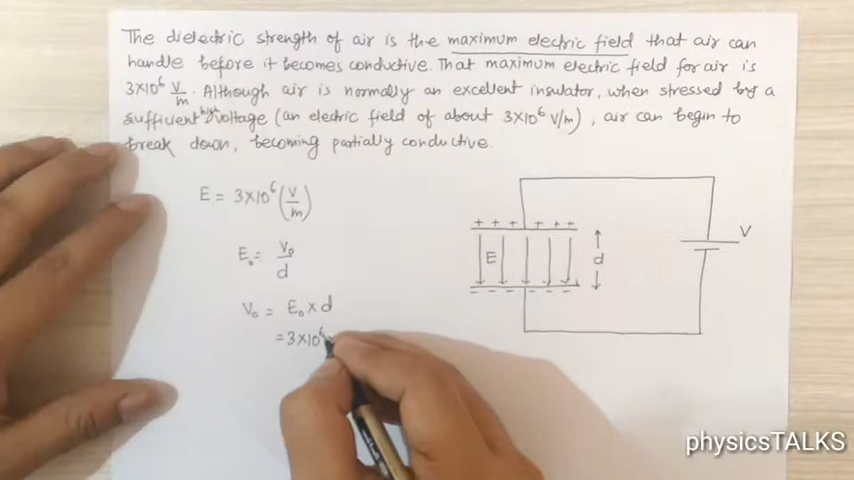 The dielectric strength of air is the maximum electric field that air can
handle before it becomes conductive. That maximum electric field for air is
3×10⁶ V/m. Although air is normally an excellent insulator, when stressed by a
sufficient high voltage (an electric field of about 3×10⁶ V/m), air can begin to
break down, becoming partially conductive.
E = 3×10⁶ (V/m)
E₀ = V₀/d
V₀ = E₀ × d
= 3×10⁶
+ + + + + +
E
d
V
- - - - - - -
physicsTALKS